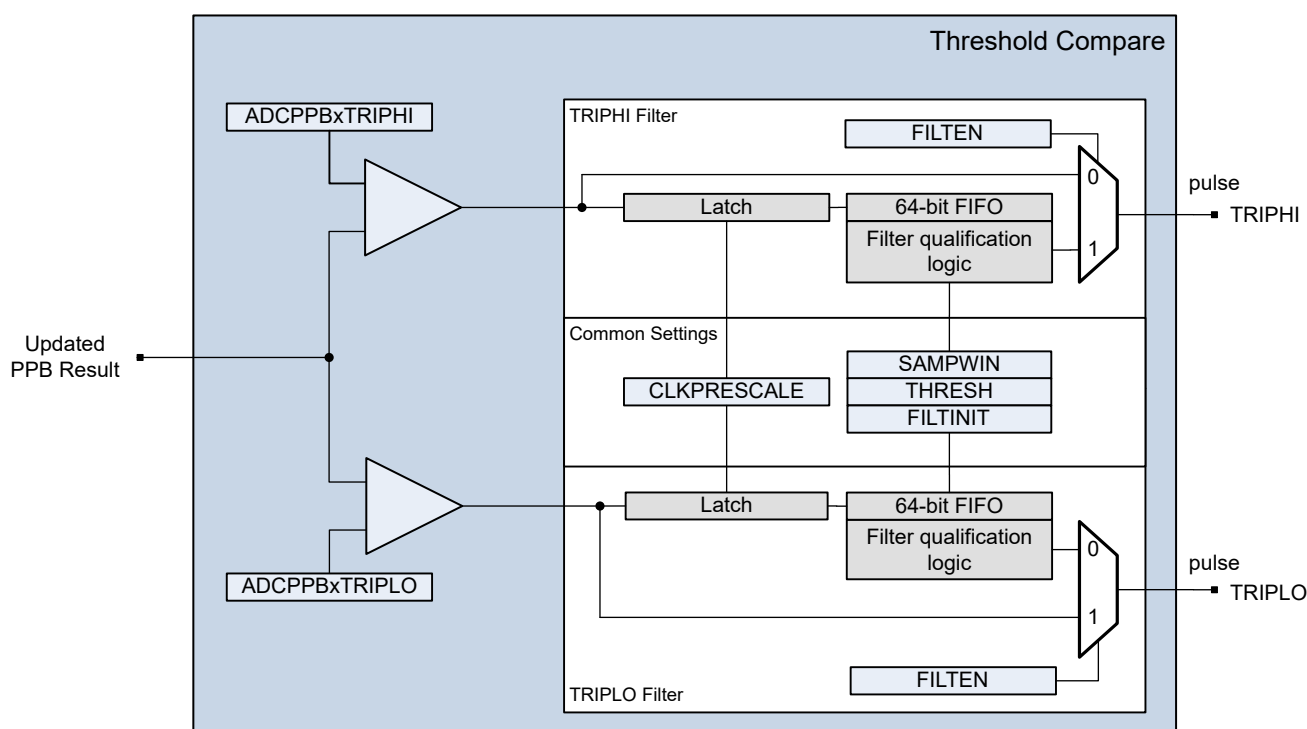 Threshold Compare
ADCPPBxTRIPHI
TRIPHI Filter
FILTEN
0
pulse
Latch
64-bit FIFO
TRIPHI
Filter qualification
logic
1
Updated
PPB Result
Common Settings
SAMPWIN
CLKPRESCALE
THRESH
FILTINIT
Latch
64-bit FIFO
Filter qualification
logic
0
pulse
ADCPPBxTRIPLO
TRIPLO
1
FILTEN
TRIPLO Filter